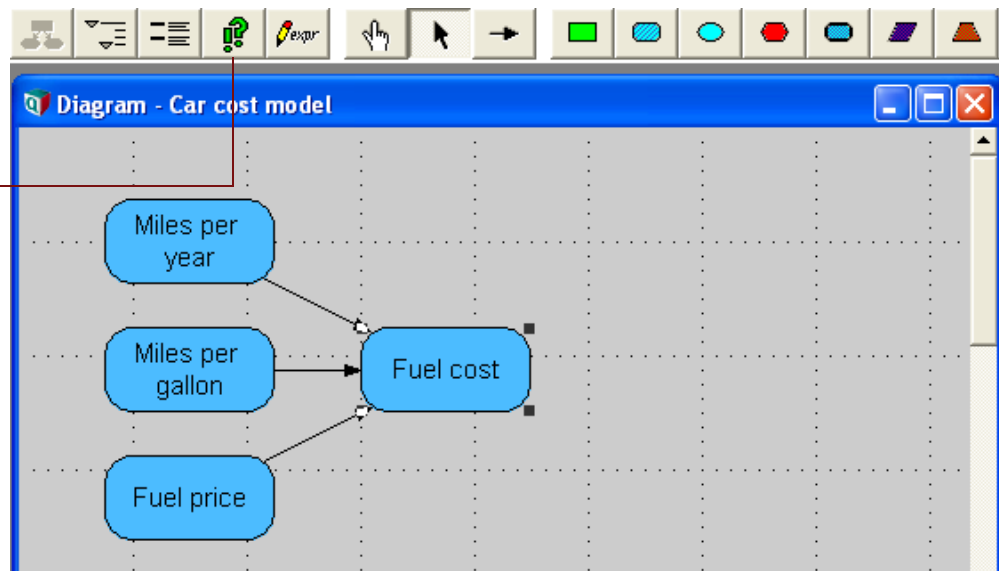 expr
Diagram - Car cost model
Miles per
year
Miles per
gallon
Fuel cost
Fuel price